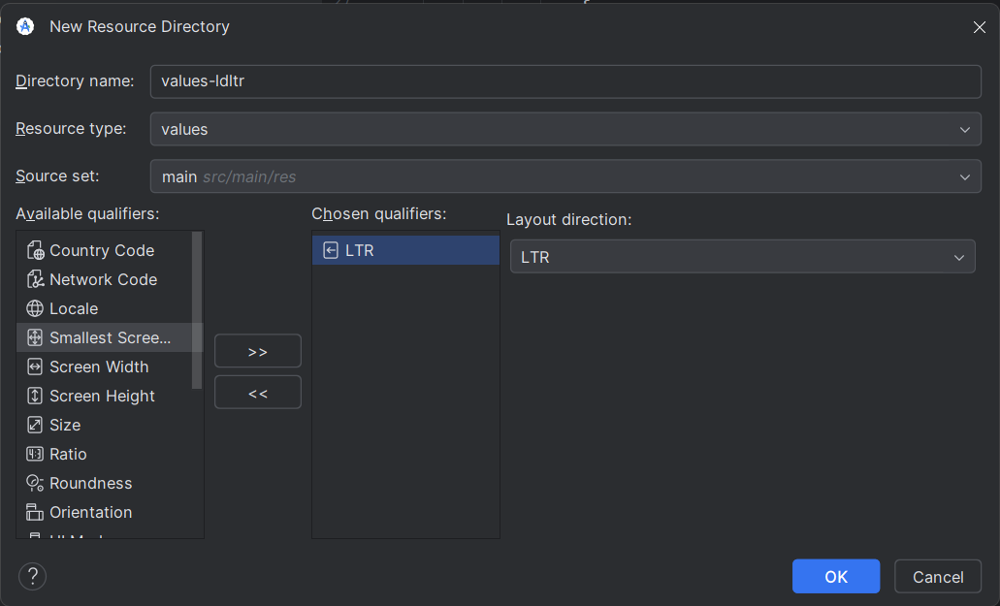 New Resource Directory
Directory name: values-ldltr
Resource type: values
Source set: main src/main/res
Available qualifiers:
Chosen qualifiers:
Layout direction:
Country Code
Network Code
Locale
Smallest Scree...
Screen Width
Screen Height
Size
Ratio
Roundness
Orientation
>>
<<
LTR
LTR
?
OK
Cancel